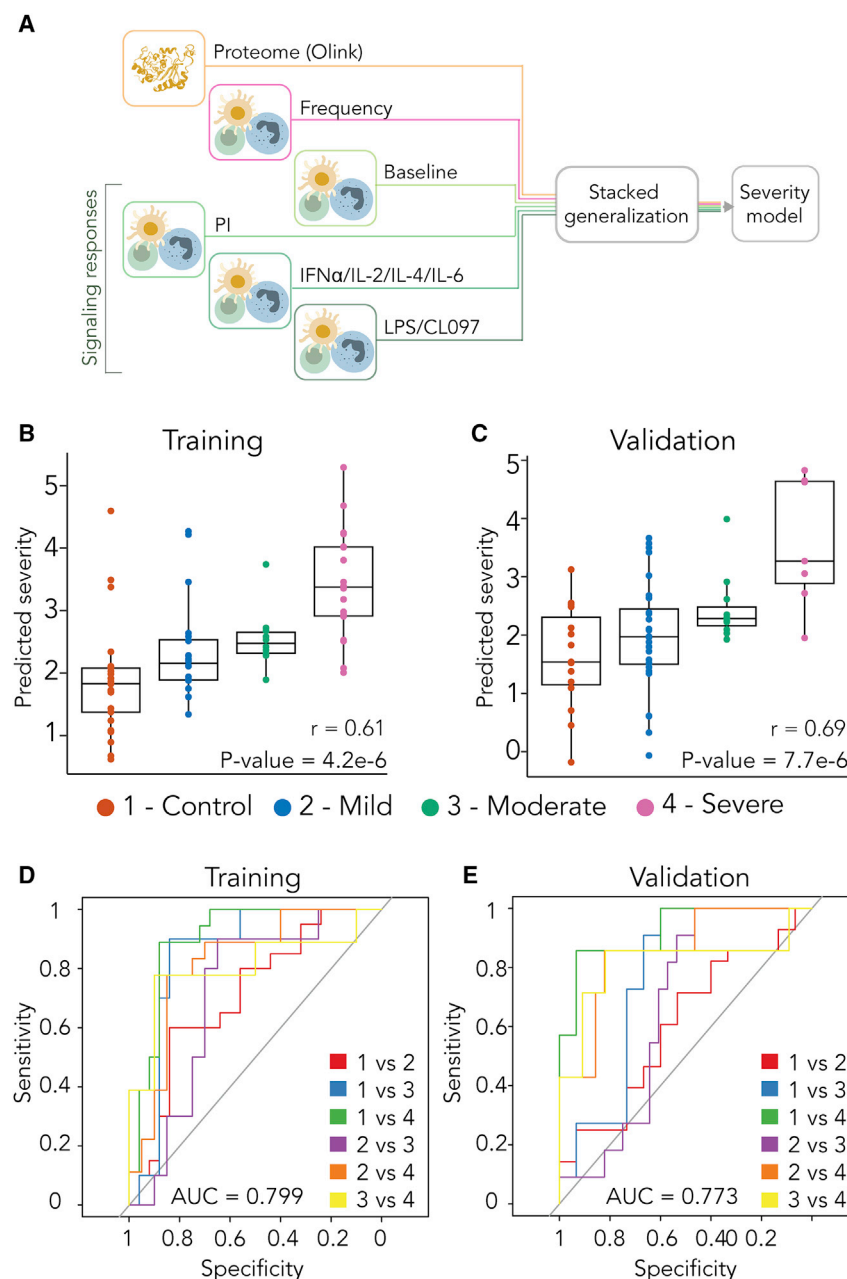 A
Proteome (Olink)
Frequency
Baseline
Signaling responses
PI
IFNα/IL-2/IL-4/IL-6
LPS/CL097
Stacked
generalization
Severity
model
B
Training
Predicted severity
5
4
3
2
1
r = 0.61
P-value = 4.2e-6
C
Validation
Predicted severity
5
4
3
2
1
0
r = 0.69
P-value = 7.7e-6
1 - Control
2 - Mild
3 - Moderate
4 - Severe
D
Training
Sensitivity
1
0.8
0.6
0.4
0.2
0
1 vs 2
1 vs 3
1 vs 4
2 vs 3
2 vs 4
3 vs 4
AUC = 0.799
1 0.8 0.6 0.4 0.2 0
Specificity
E
Validation
Sensitivity
1
0.8
0.6
0.4
0.2
0
1 vs 2
1 vs 3
1 vs 4
2 vs 3
2 vs 4
3 vs 4
AUC = 0.773
1 0.8 0.6 0.40 0.2
Specificity